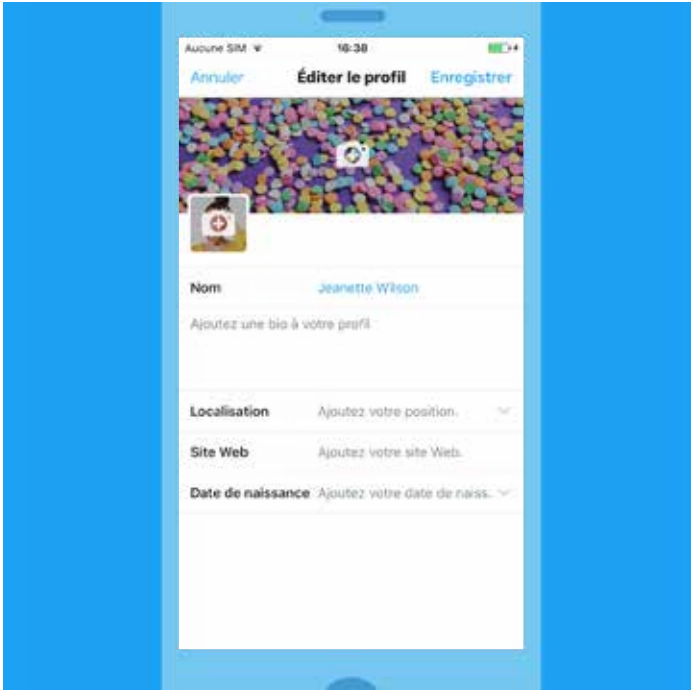 Aucune SIM 16:38
Annuler Éditer le profil Enregistrer
Nom Jeanette Wilson
Ajoutez une bio à votre profil
Localisation Ajoutez votre position.
Site Web Ajoutez votre site Web.
Date de naissance Ajoutez votre date de naiss.